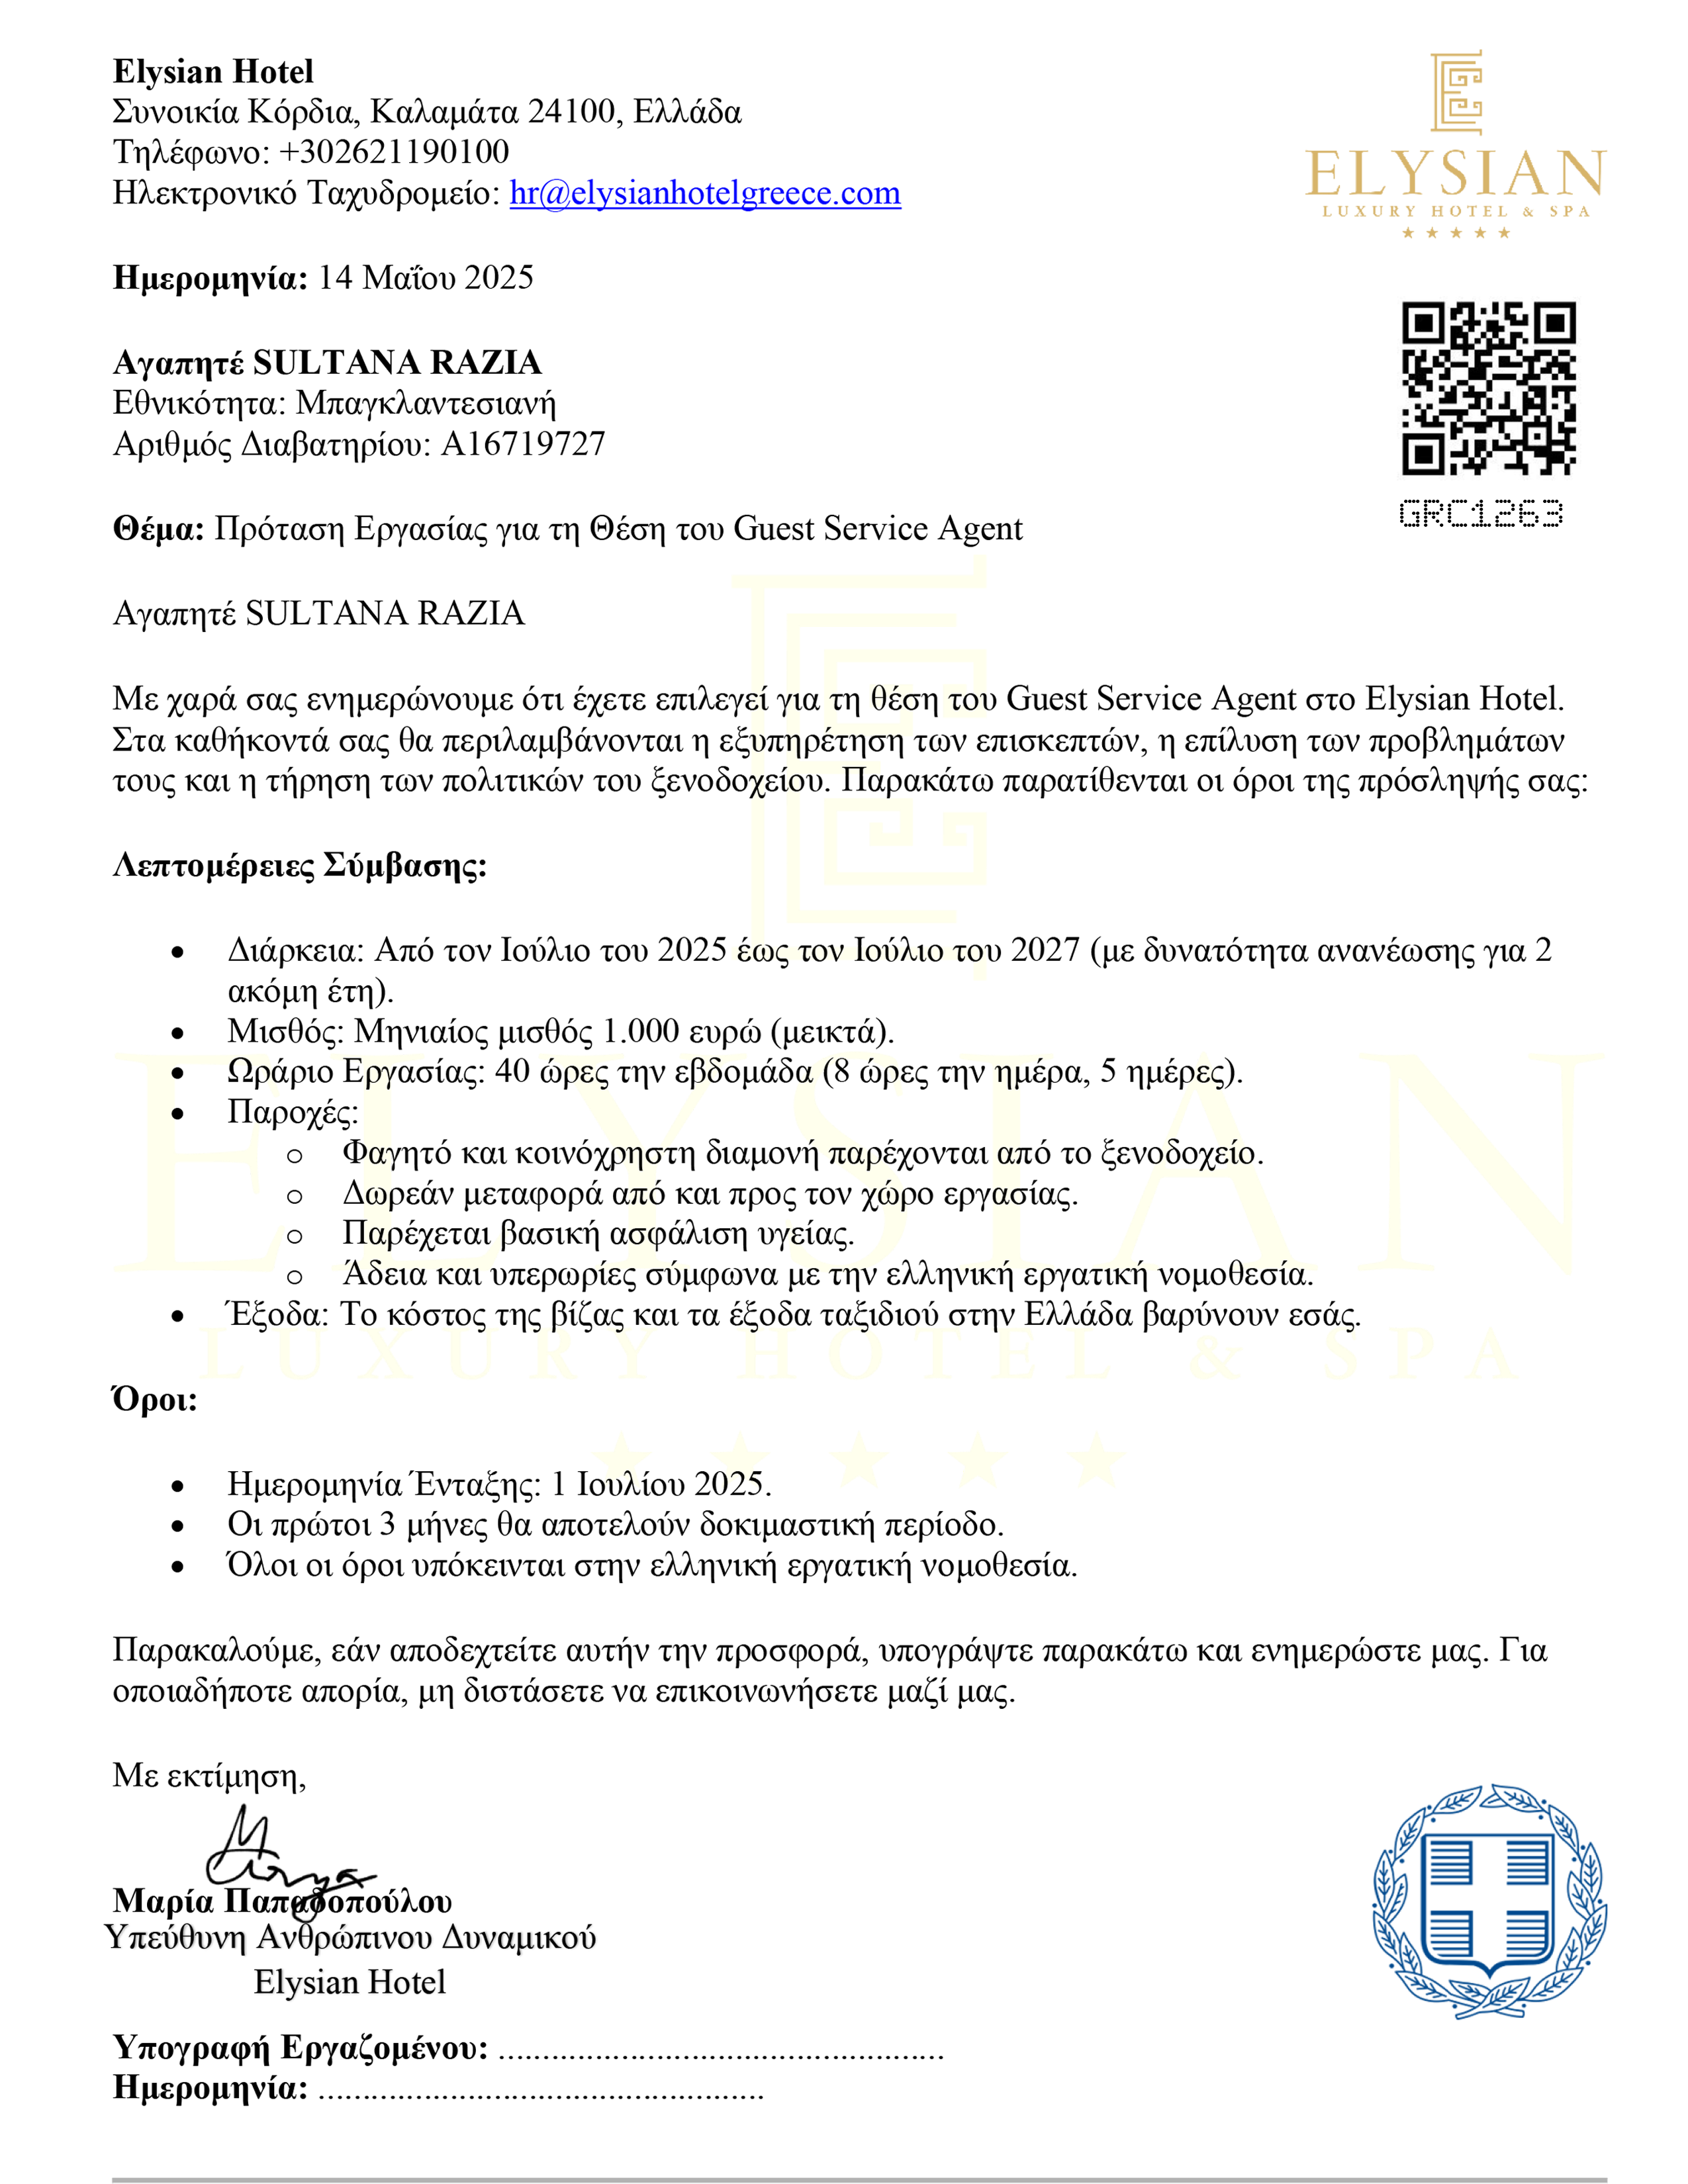 Elysian Hotel
Συνοικία Κόρδια, Καλαμάτα 24100, Ελλάδα
Τηλέφωνο: +302621190100
Ηλεκτρονικό Ταχυδρομείο: hr@elysianhotelgreece.com
ELYSIAN
LUXURY HOTEL & SPA
Ημερομηνία: 14 Μαΐου 2025
Αγαπητέ SULTANA RAZIA
Εθνικότητα: Μπαγκλαντεσιανή
Αριθμός Διαβατηρίου: A16719727
GRC1263
Θέμα: Πρόταση Εργασίας για τη Θέση του Guest Service Agent
Αγαπητέ SULTANA RAZIA
Με χαρά σας ενημερώνουμε ότι έχετε επιλεγεί για τη θέση του Guest Service Agent στο Elysian Hotel.
Στα καθήκοντά σας θα περιλαμβάνονται η εξυπηρέτηση των επισκεπτών, η επίλυση των προβλημάτων
τους και η τήρηση των πολιτικών του ξενοδοχείου. Παρακάτω παρατίθενται οι όροι της πρόσληψής σας:
Λεπτομέρειες Σύμβασης:
• Διάρκεια: Από τον Ιούλιο του 2025 έως τον Ιούλιο του 2027 (με δυνατότητα ανανέωσης για 2
ακόμη έτη).
• Μισθός: Μηνιαίος μισθός 1.000 ευρώ (μεικτά).
• Ωράριο Εργασίας: 40 ώρες την εβδομάδα (8 ώρες την ημέρα, 5 ημέρες).
• Παροχές:
o Φαγητό και κοινόχρηστη διαμονή παρέχονται από το ξενοδοχείο.
o Δωρεάν μεταφορά από και προς τον χώρο εργασίας.
o Παρέχεται βασική ασφάλιση υγείας.
o Άδεια και υπερωρίες σύμφωνα με την ελληνική εργατική νομοθεσία.
• Έξοδα: Το κόστος της βίζας και τα έξοδα ταξιδιού στην Ελλάδα βαρύνουν εσάς.
ELYSIAN
LUXURY HOTEL & SPA
Όροι:
• Ημερομηνία Ένταξης: 1 Ιουλίου 2025.
• Οι πρώτοι 3 μήνες θα αποτελούν δοκιμαστική περίοδο.
• Όλοι οι όροι υπόκεινται στην ελληνική εργατική νομοθεσία.
Παρακαλούμε, εάν αποδεχτείτε αυτήν την προσφορά, υπογράψτε παρακάτω και ενημερώστε μας. Για
οποιαδήποτε απορία, μη διστάσετε να επικοινωνήσετε μαζί μας.
Με εκτίμηση,
Μαρία Παπαδοπούλου
Υπεύθυνη Ανθρώπινου Δυναμικού
Elysian Hotel
Υπογραφή Εργαζομένου: ..................................................
Ημερομηνία: ..................................................